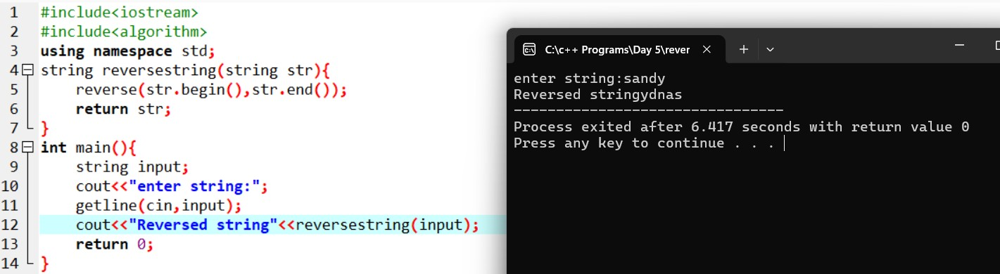 1 #include<iostream>
2 #include<algorithm>
3 using namespace std;
4 string reversestring(string str){
5 reverse(str.begin(),str.end());
6 return str;
7 }
8 int main(){
9 string input;
10 cout<<"enter string:";
11 getline(cin,input);
12 cout<<"Reversed string"<<reversestring(input);
13 return 0;
14 }
C:\c++ Programs\Day 5\rever
enter string:sandy
Reversed stringydnas
--------------------------------
Process exited after 6.417 seconds with return value 0
Press any key to continue . . .